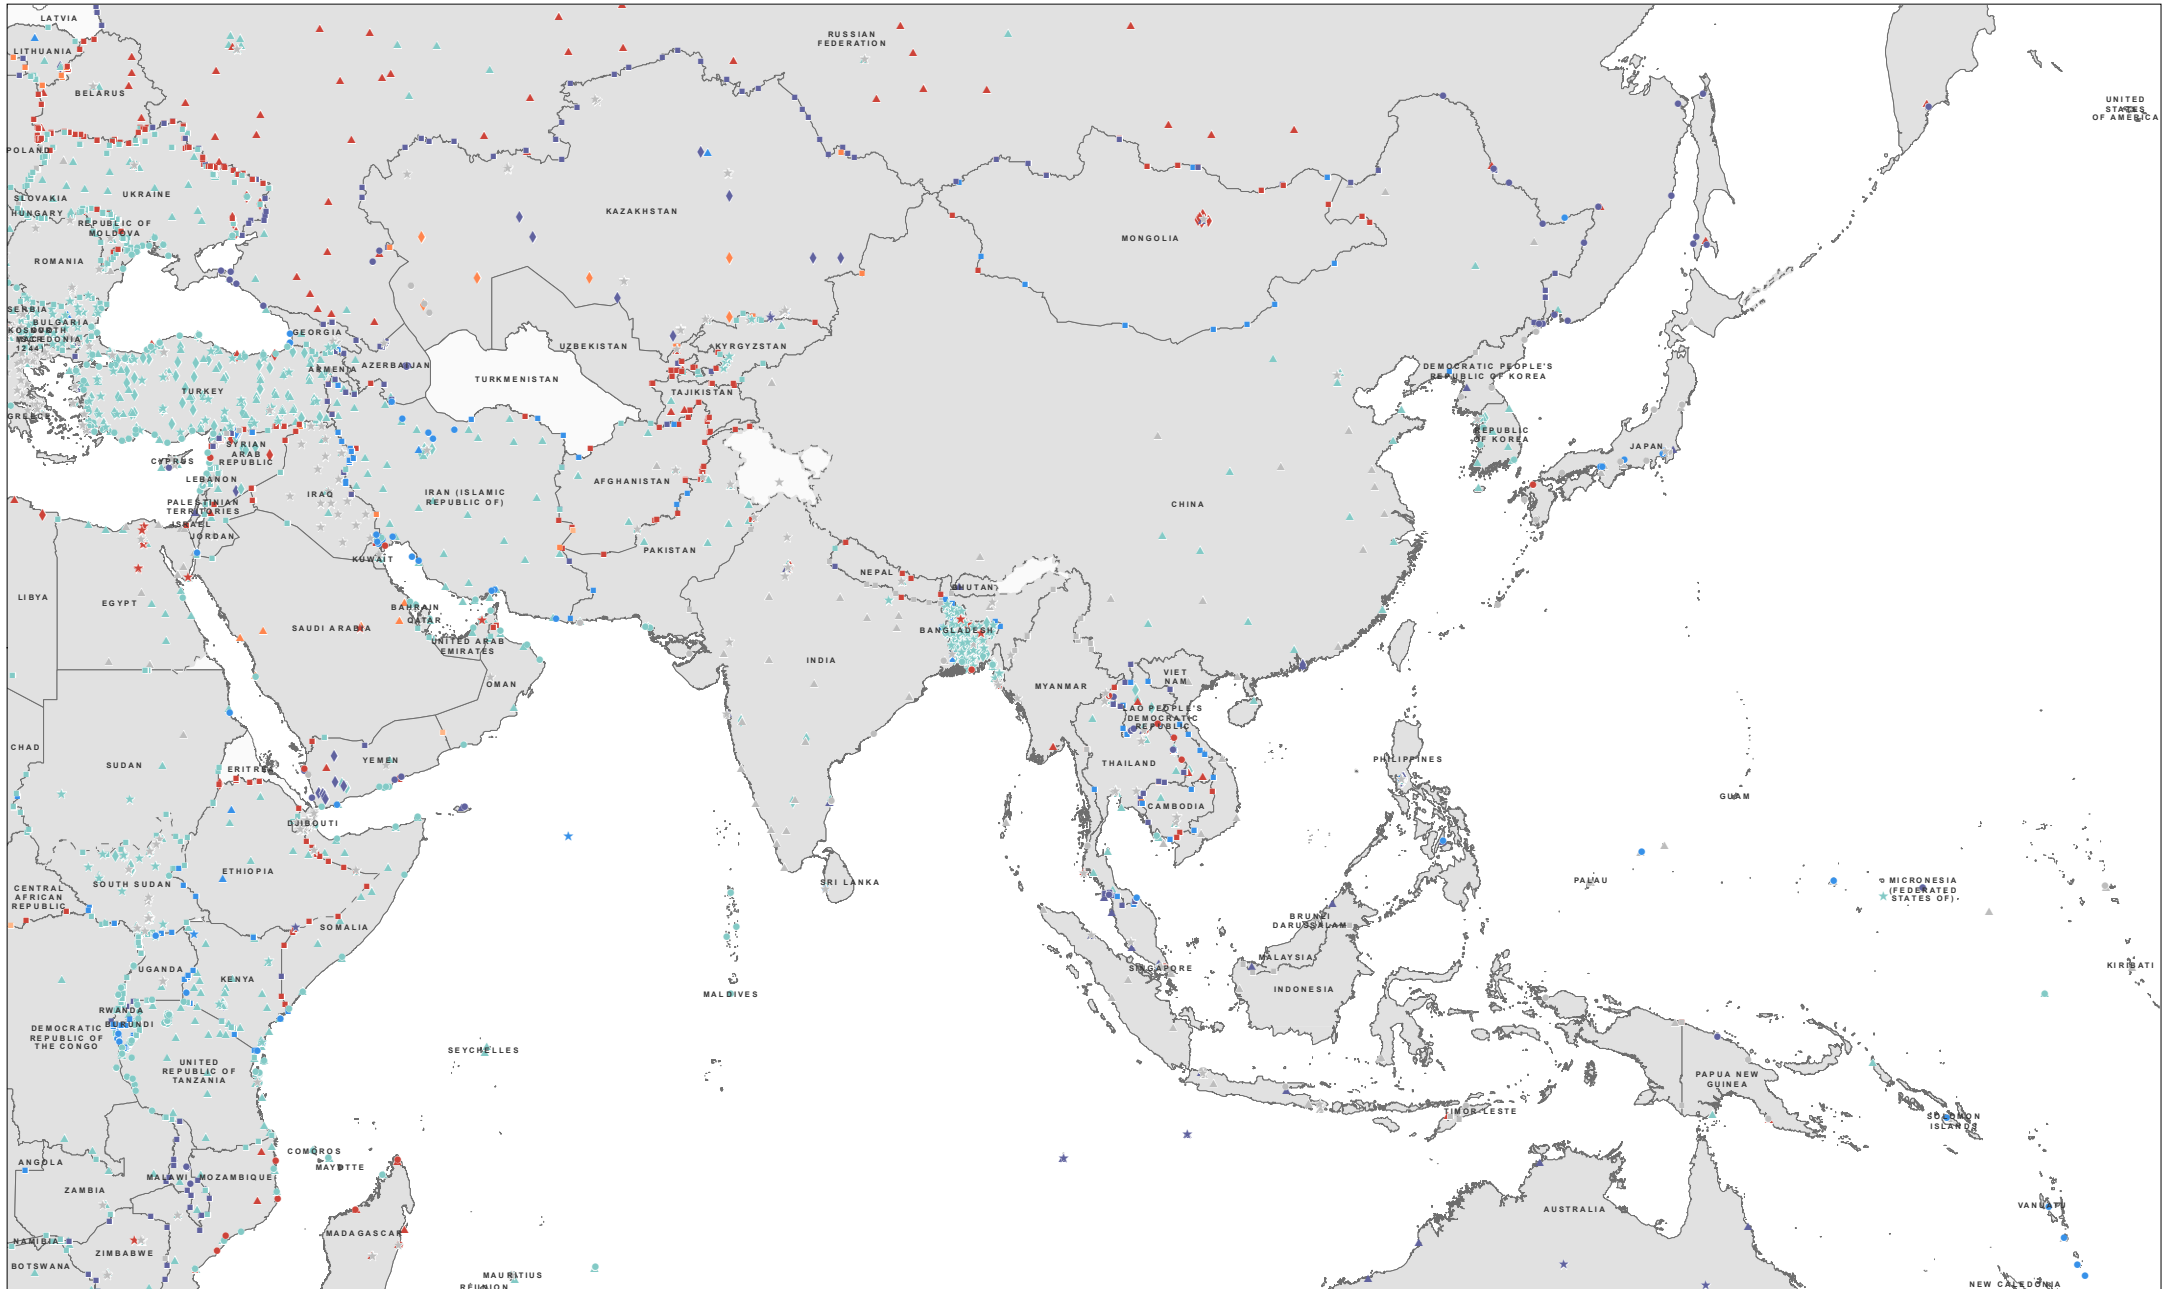 LATVIA
LITHUANIA
BELARUS
POLAND
UKRAINE
SLOVAKIA
HUNGARY
REPUBLIC OF
MOLDOVA
ROMANIA
SERBIA
BULGARIA
MACEDONIA
1244)
GREECE
TURKEY
GEORGIA
ARMENIA
AZERBAIJAN
RUSSIAN
FEDERATION
KAZAKHSTAN
UZBEKISTAN
KYRGYZSTAN
TURKMENISTAN
TAJIKISTAN
MONGOLIA
UNITED
STATES
OF AMERICA
DEMOCRATIC PEOPLE'S
REPUBLIC OF KOREA
REPUBLIC
OF KOREA
JAPAN
CHINA
CYPRUS
SYRIAN
ARAB
REPUBLIC
LEBANON
PALESTINIAN
TERRITORIES
ISRAEL
JORDAN
IRAQ
IRAN (ISLAMIC
REPUBLIC OF)
AFGHANISTAN
PAKISTAN
KUWAIT
BAHRAIN
QATAR
SAUDI ARABIA
UNITED ARAB
EMIRATES
OMAN
YEMEN
LIBYA
EGYPT
NEPAL
BHUTAN
BANGLADESH
INDIA
MYANMAR
VIET
NAM
LAO PEOPLE'S
DEMOCRATIC
REPUBLIC
THAILAND
CAMBODIA
PHILIPPINES
GUAM
CHAD
SUDAN
ERITREA
DJIBOUTI
ETHIOPIA
SOUTH SUDAN
CENTRAL
AFRICAN
REPUBLIC
SOMALIA
SRI LANKA
MALDIVES
PALAU
MICRONESIA
(FEDERATED
STATES OF)
BRUNEI
DARUSSALAM
MALAYSIA
SINGAPORE
INDONESIA
KIRIBATI
UGANDA
KENYA
RWANDA
BURUNDI
DEMOCRATIC
REPUBLIC OF
THE CONGO
UNITED
REPUBLIC OF
TANZANIA
SEYCHELLES
PAPUA NEW
GUINEA
TIMOR-LESTE
SOLOMON
ISLANDS
COMOROS
MAYOTTE
ANGOLA
ZAMBIA
MALAWI
MOZAMBIQUE
MADAGASCAR
NAMIBIA
ZIMBABWE
BOTSWANA
MAURITIUS
RÉUNION
AUSTRALIA
VANUATU
NEW CALEDONIA